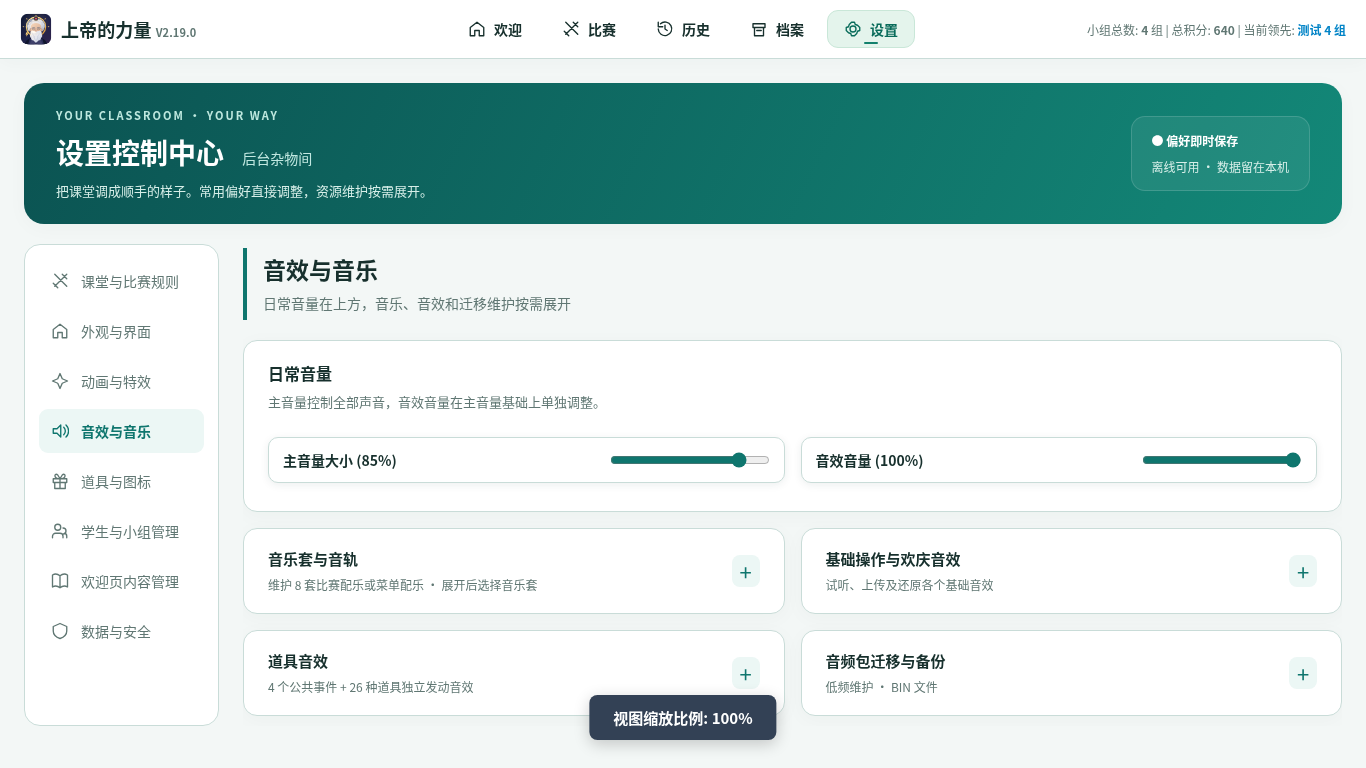 上帝的力量 V2.19.0
欢迎
比赛
历史
档案
设置
小组总数: 4 组 | 总积分: 640 | 当前领先: 测试 4 组
YOUR CLASSROOM · YOUR WAY
设置控制中心 后台杂物间
把课堂调成顺手的样子。常用偏好直接调整，资源维护按需展开。
偏好即时保存
离线可用 · 数据留在本机
课堂与比赛规则
外观与界面
动画与特效
音效与音乐
道具与图标
学生与小组管理
欢迎页内容管理
数据与安全
音效与音乐
日常音量在上方，音乐、音效和迁移维护按需展开
日常音量
主音量控制全部声音，音效音量在主音量基础上单独调整。
主音量大小 (85%)
音效音量 (100%)
音乐套与音轨
维护 8 套比赛配乐或菜单配乐 · 展开后选择音乐套
基础操作与欢庆音效
试听、上传及还原各个基础音效
道具音效
4 个公共事件 + 26 种道具独立发动音效
音频包迁移与备份
低频维护 · BIN 文件
视图缩放比例: 100%